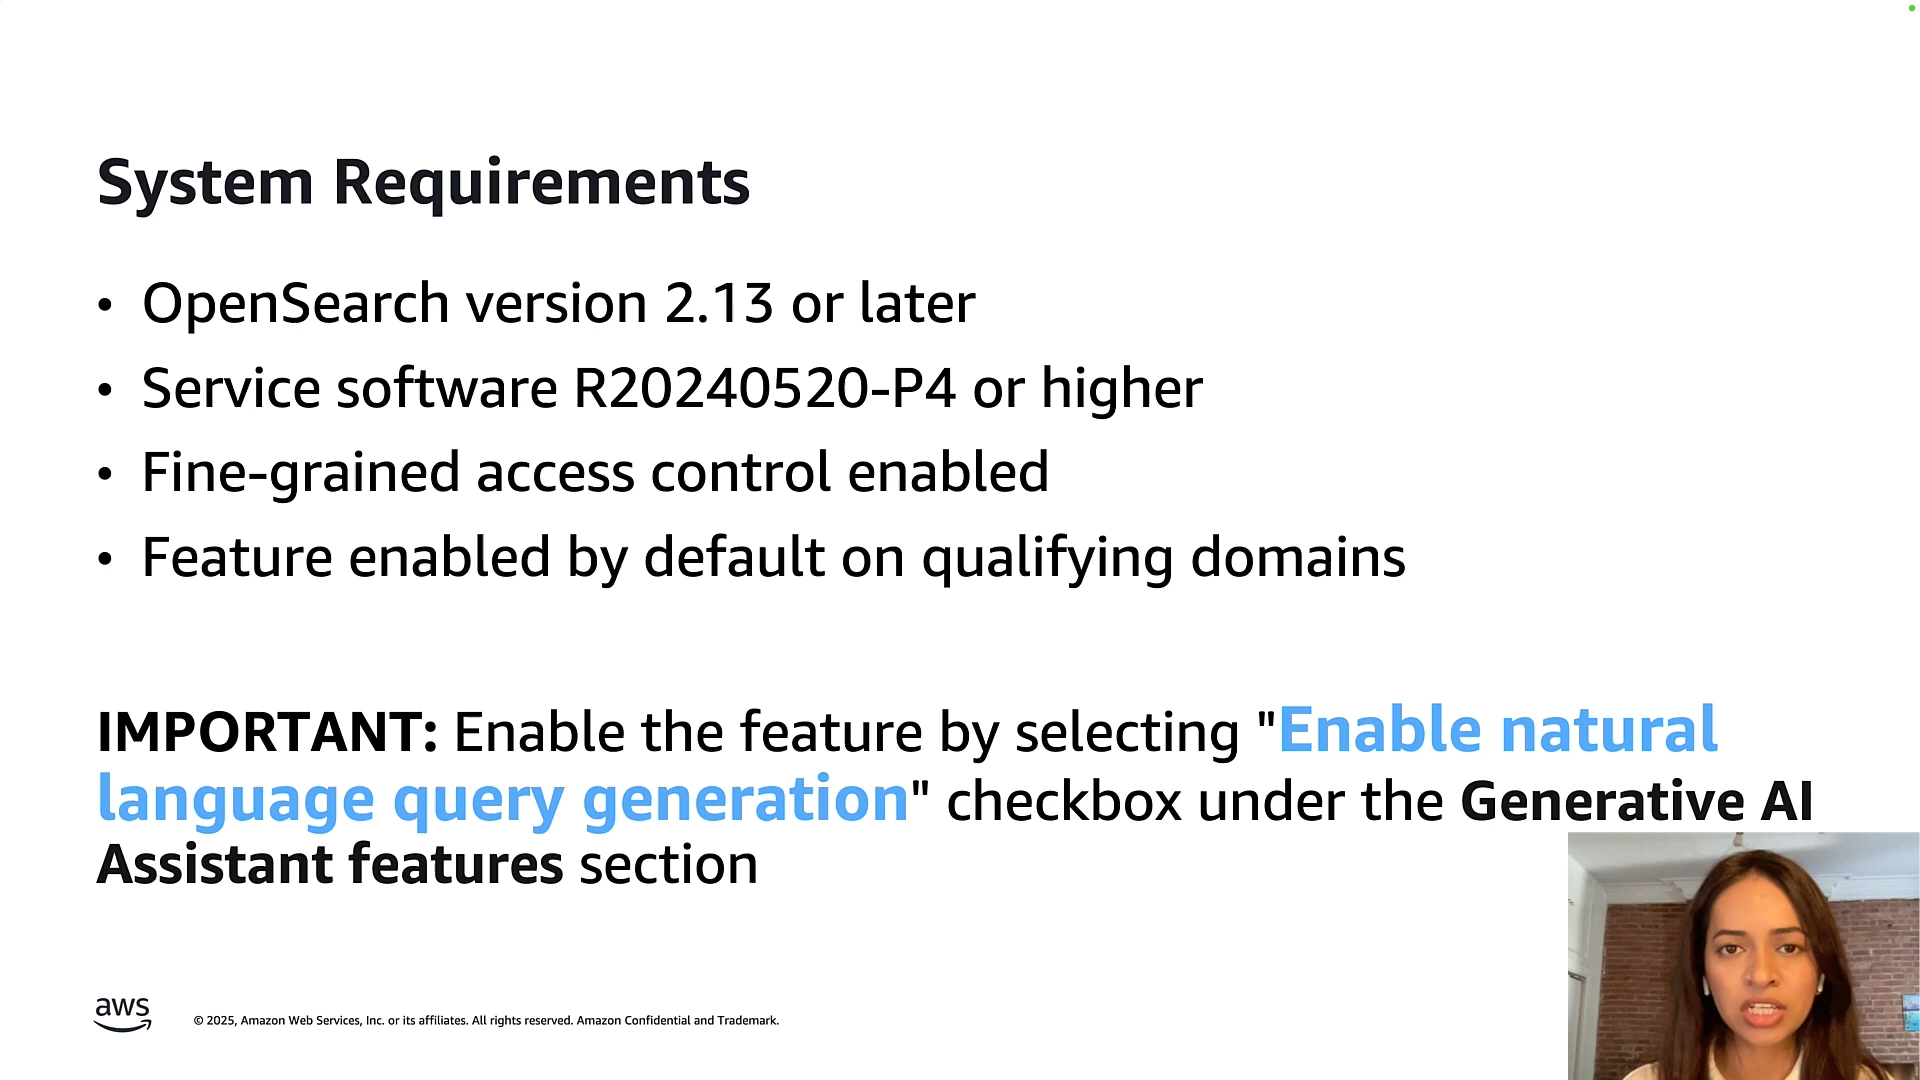 System Requirements
• OpenSearch version 2.13 or later
• Service software R20240520-P4 or higher
• Fine-grained access control enabled
• Feature enabled by default on qualifying domains
IMPORTANT: Enable the feature by selecting "Enable natural
language query generation" checkbox under the Generative AI
Assistant features section
aws
© 2025, Amazon Web Services, Inc. or its affiliates. All rights reserved. Amazon Confidential and Trademark.